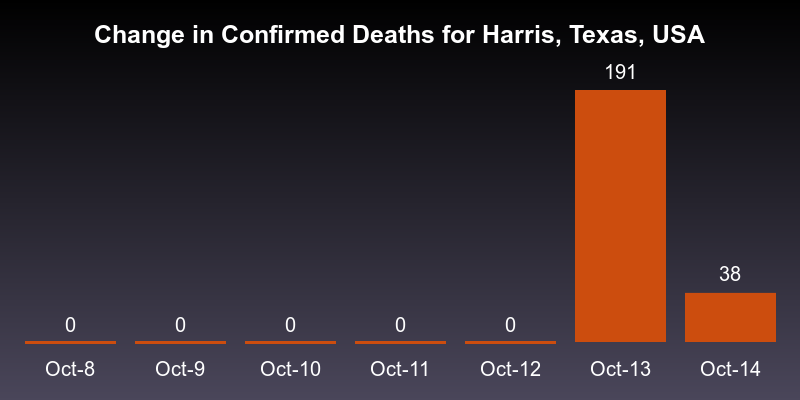 Change in Confirmed Deaths for Harris, Texas, USA
191
38
0 0 0 0 0
Oct-8 Oct-9 Oct-10 Oct-11 Oct-12 Oct-13 Oct-14